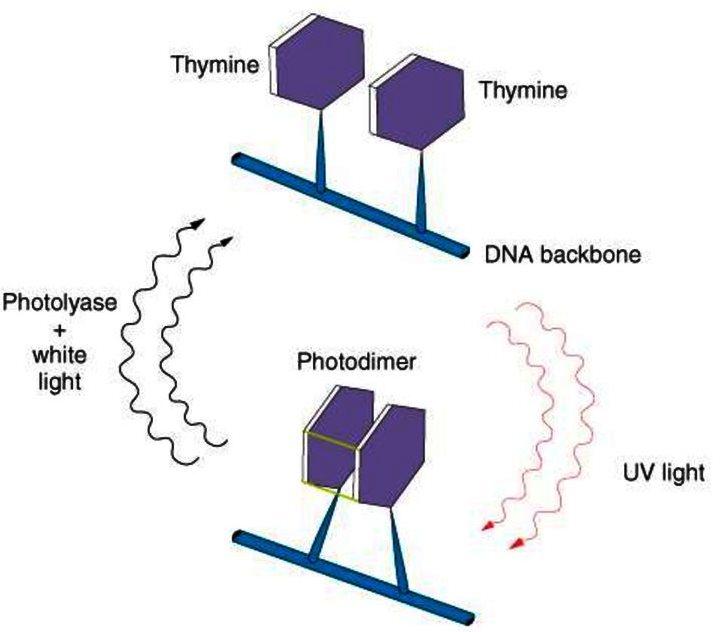 Thymine
Thymine
DNA backbone
Photolyase
+
white
light
Photodimer
UV light